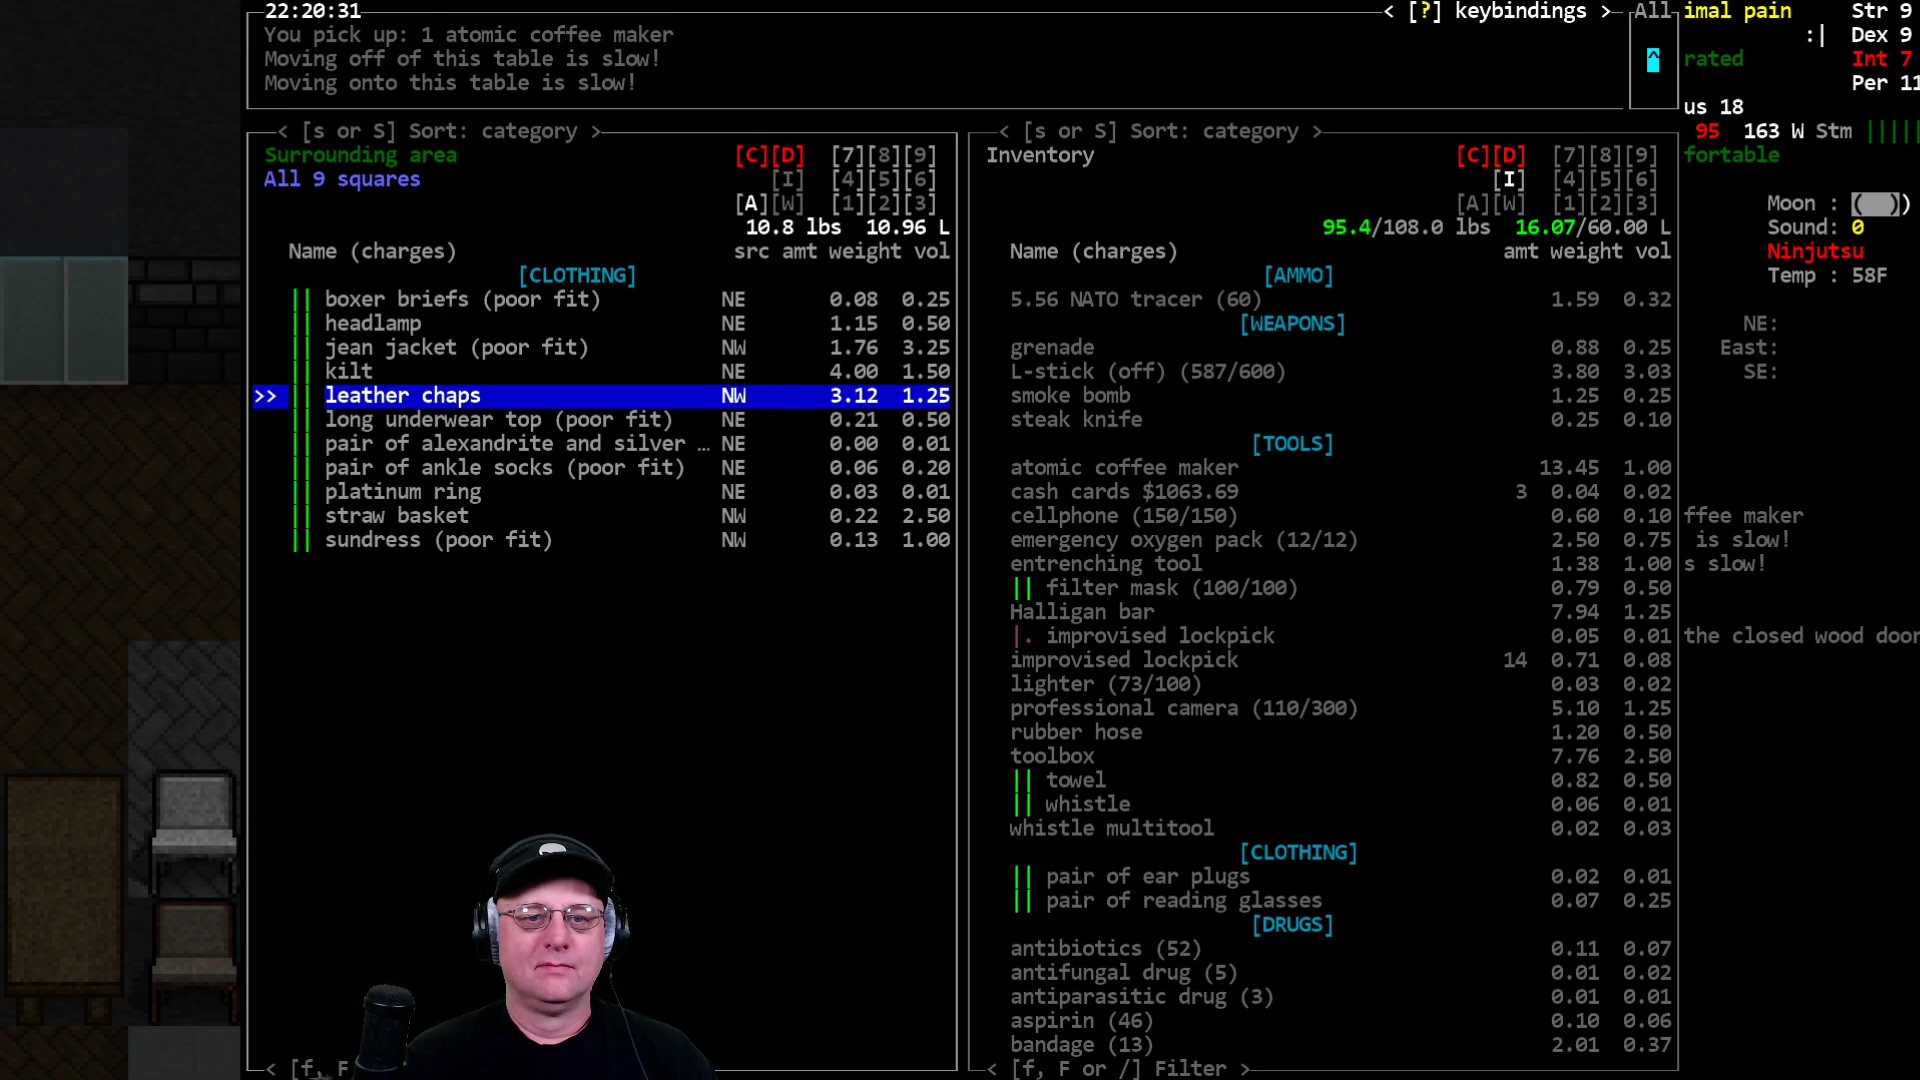 22:20:31 < [?] keybindings >
You pick up: 1 atomic coffee maker
Moving off of this table is slow!
Moving onto this table is slow!
All
^
imal pain Str 9
:| Dex 9
rated Int 7
Per 11
us 18
95 163 W Stm |||||
fortable
Moon : ( ))
Sound: 0
Ninjutsu
Temp : 58F
NE:
East:
SE:
ffee maker
is slow!
s slow!
the closed wood door
< [s or S] Sort: category >
Surrounding area [C][D] [7][8][9]
All 9 squares [I] [4][5][6]
[A][W] [1][2][3]
10.8 lbs 10.96 L
Name (charges) src amt weight vol
[CLOTHING]
|| boxer briefs (poor fit) NE 0.08 0.25
|| headlamp NE 1.15 0.50
|| jean jacket (poor fit) NW 1.76 3.25
|| kilt NE 4.00 1.50
>> || leather chaps NW 3.12 1.25
|| long underwear top (poor fit) NW 0.21 0.50
|| pair of alexandrite and silver … NE 0.00 0.01
|| pair of ankle socks (poor fit) NE 0.06 0.20
|| platinum ring NE 0.03 0.01
|| straw basket NW 0.22 2.50
|| sundress (poor fit) NW 0.13 1.00
< [f, F
< [s or S] Sort: category >
Inventory [C][D] [7][8][9]
[I] [4][5][6]
[A][W] [1][2][3]
95.4/108.0 lbs 16.07/60.00 L
Name (charges) amt weight vol
[AMMO]
5.56 NATO tracer (60) 1.59 0.32
[WEAPONS]
grenade 0.88 0.25
L-stick (off) (587/600) 3.80 3.03
smoke bomb 1.25 0.25
steak knife 0.25 0.10
[TOOLS]
atomic coffee maker 13.45 1.00
cash cards $1063.69 3 0.04 0.02
cellphone (150/150) 0.60 0.10
emergency oxygen pack (12/12) 2.50 0.75
entrenching tool 1.38 1.00
|| filter mask (100/100) 0.79 0.50
Halligan bar 7.94 1.25
|. improvised lockpick 0.05 0.01
improvised lockpick 14 0.71 0.08
lighter (73/100) 0.03 0.02
professional camera (110/300) 5.10 1.25
rubber hose 1.20 0.50
toolbox 7.76 2.50
|| towel 0.82 0.50
|| whistle 0.06 0.01
whistle multitool 0.02 0.03
[CLOTHING]
|| pair of ear plugs 0.02 0.01
|| pair of reading glasses 0.07 0.25
[DRUGS]
antibiotics (52) 0.11 0.07
antifungal drug (5) 0.01 0.02
antiparasitic drug (3) 0.01 0.01
aspirin (46) 0.10 0.06
bandage (13) 2.01 0.37
< [f, F or /] Filter >